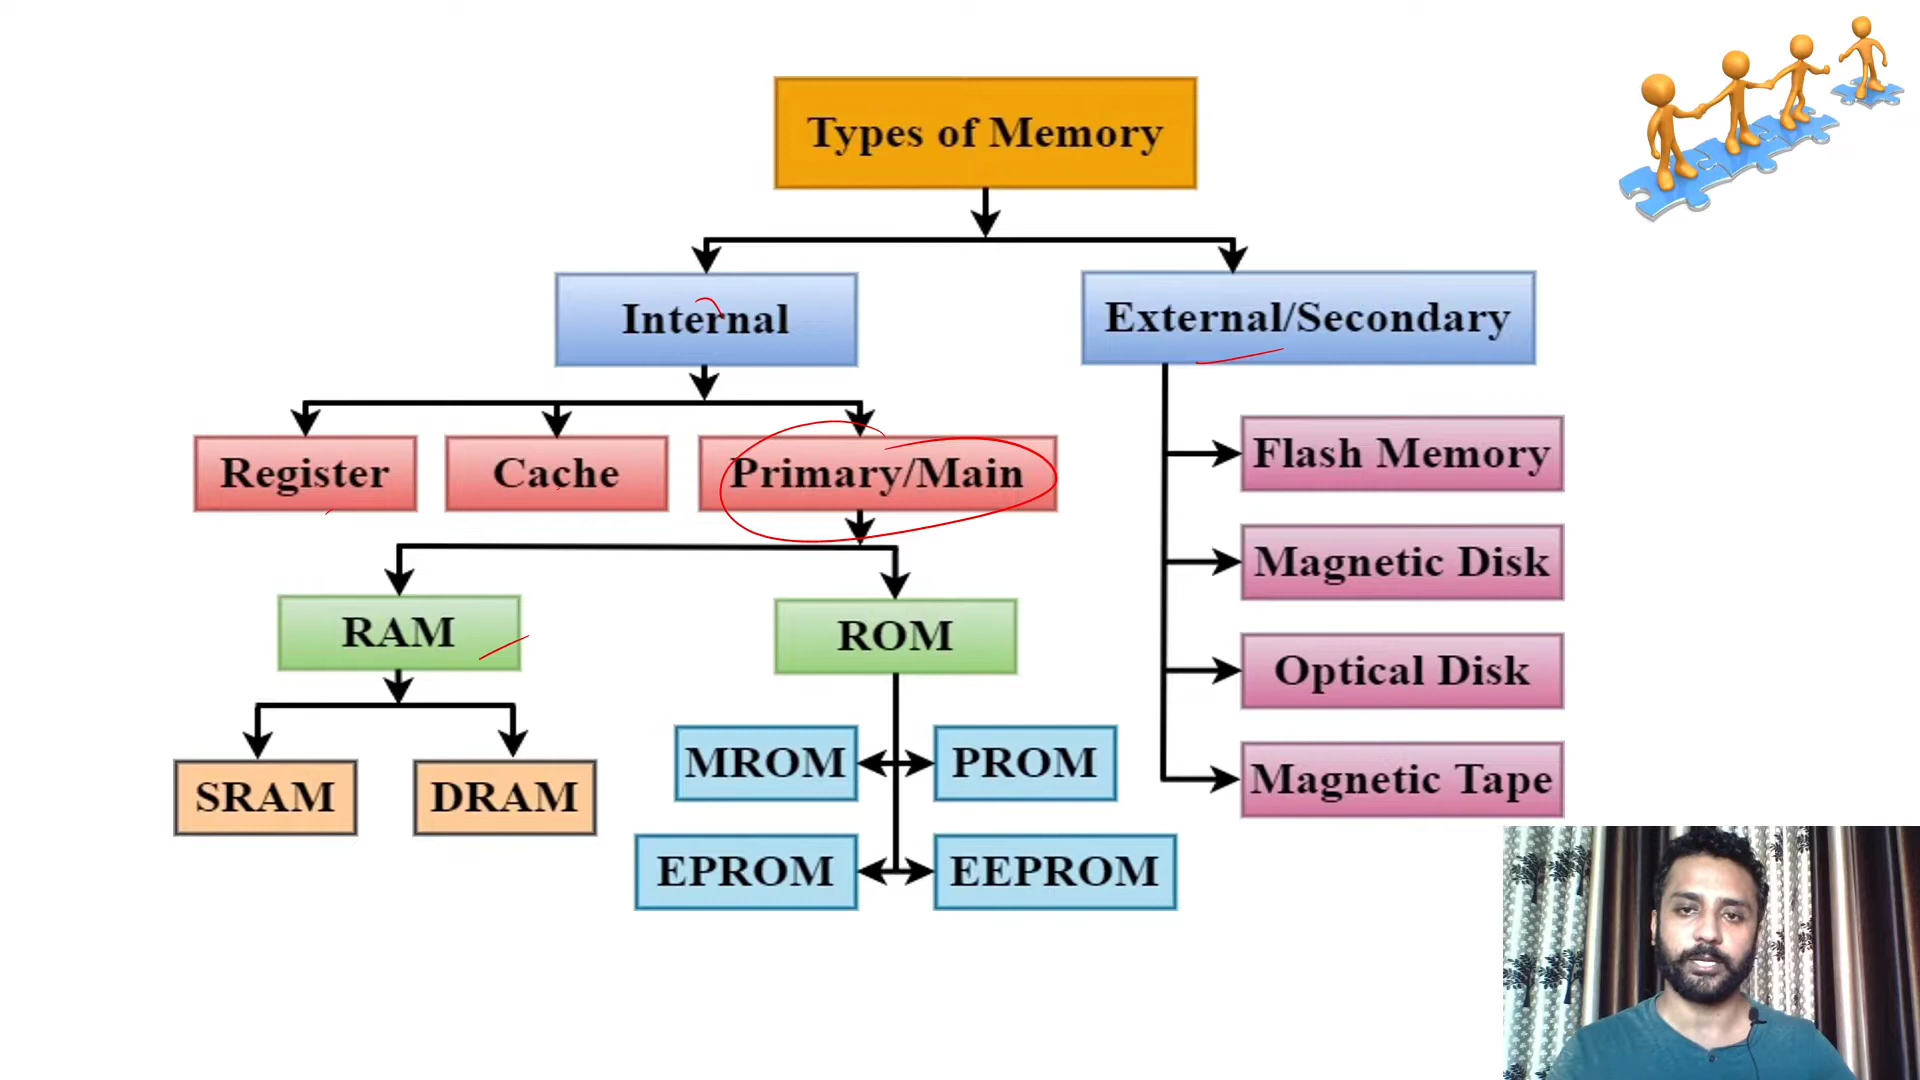 Types of Memory
Internal
External/Secondary
Register
Cache
Primary/Main
Flash Memory
Magnetic Disk
RAM
ROM
Optical Disk
MROM
PROM
Magnetic Tape
SRAM
DRAM
EPROM
EEPROM